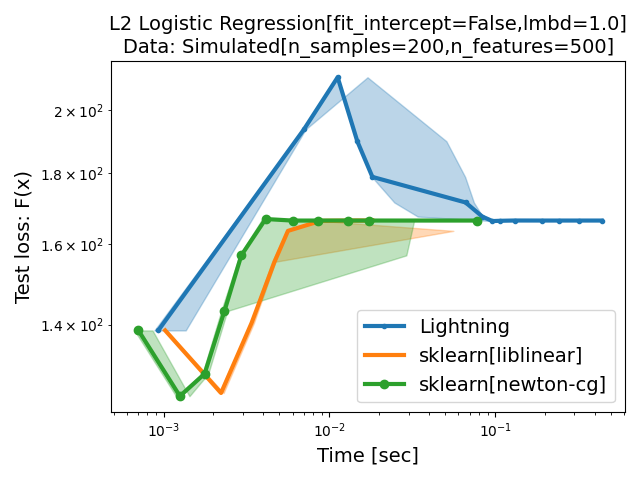 L2 Logistic Regression[fit_intercept=False,lmbd=1.0]
Data: Simulated[n_samples=200,n_features=500]
Test loss: F(x)
2 × 10²
1.8 × 10²
1.6 × 10²
1.4 × 10²
Lightning
sklearn[liblinear]
sklearn[newton-cg]
10⁻³ 10⁻² 10⁻¹
Time [sec]